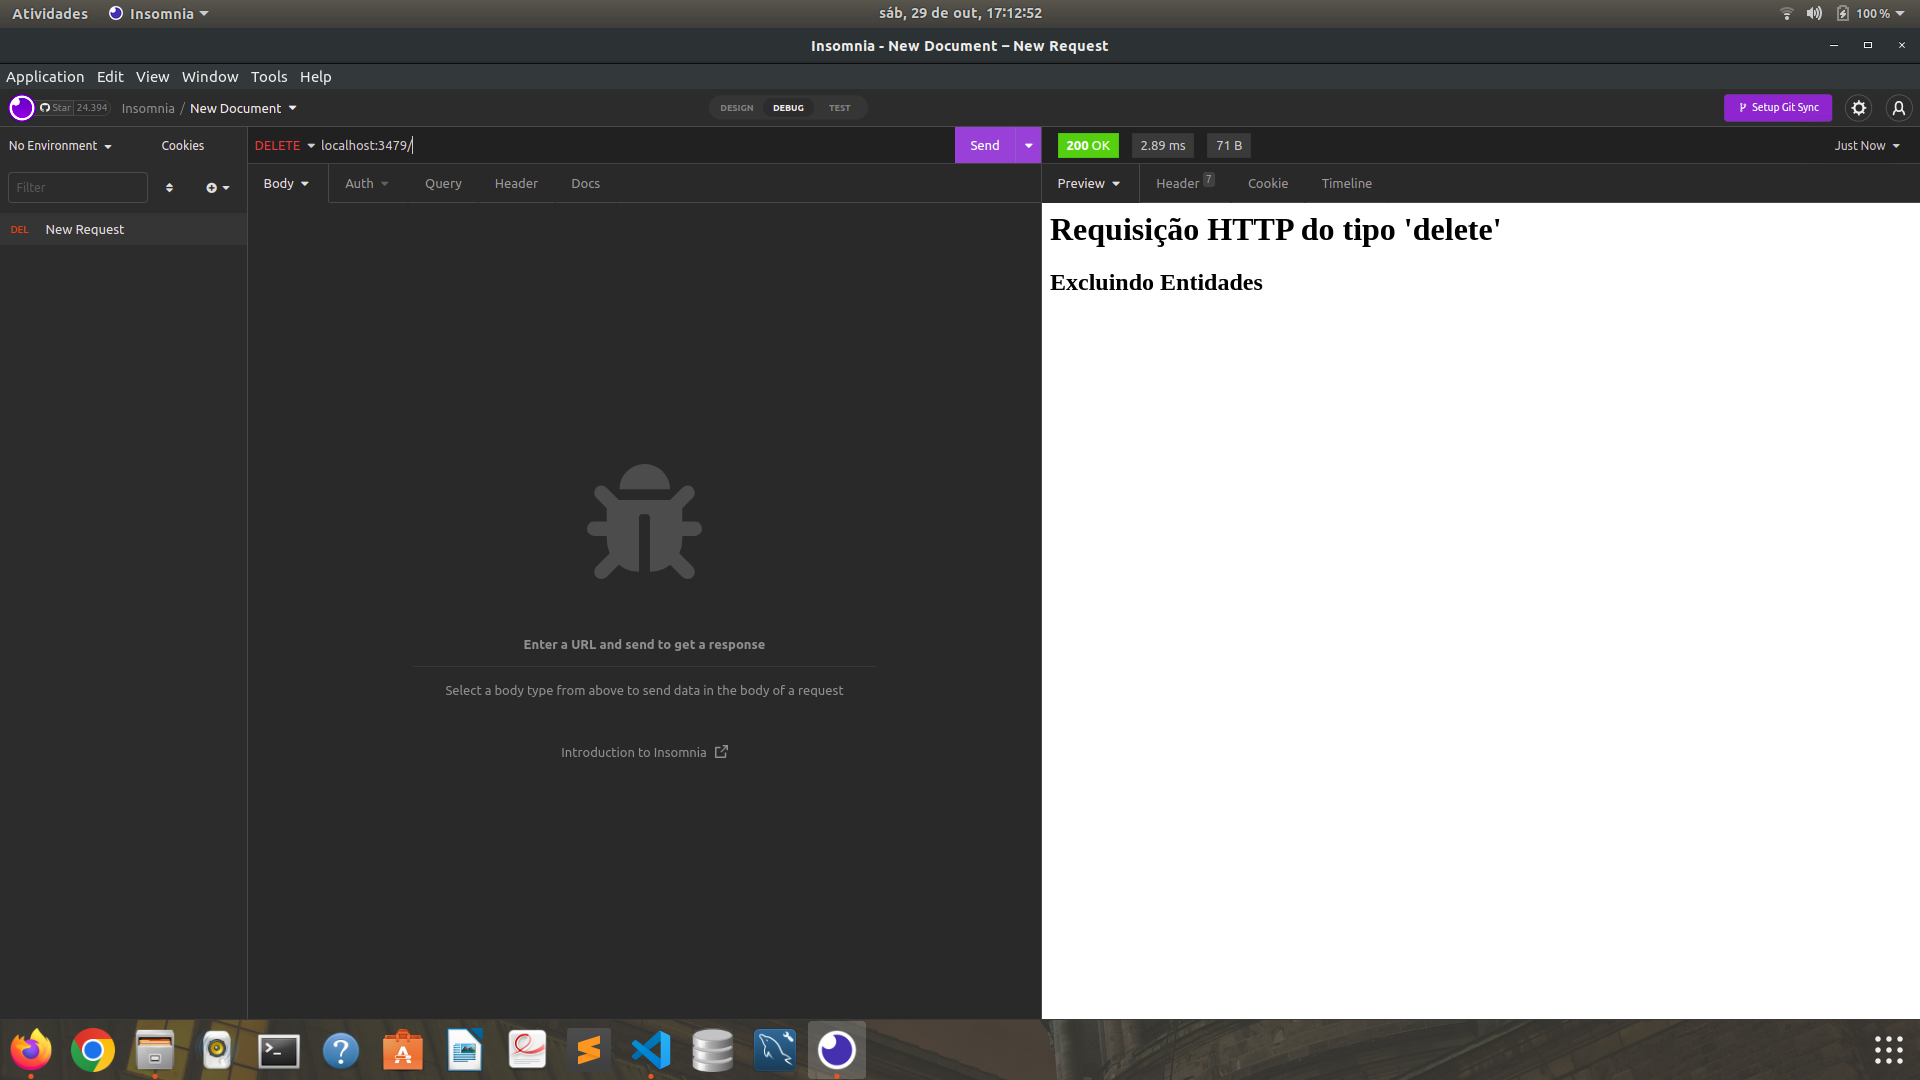 Atividades Insomnia sáb, 29 de out, 17:12:52 100 %
Insomnia - New Document – New Request
Application Edit View Window Tools Help
Star 24.394 Insomnia / New Document DESIGN DEBUG TEST Setup Git Sync
No Environment Cookies DELETE localhost:3479/ Send 200 OK 2.89 ms 71 B Just Now
Filter Body Auth Query Header Docs Preview Header 7 Cookie Timeline
DEL New Request
Requisição HTTP do tipo 'delete'
Excluindo Entidades
Enter a URL and send to get a response
Select a body type from above to send data in the body of a request
Introduction to Insomnia